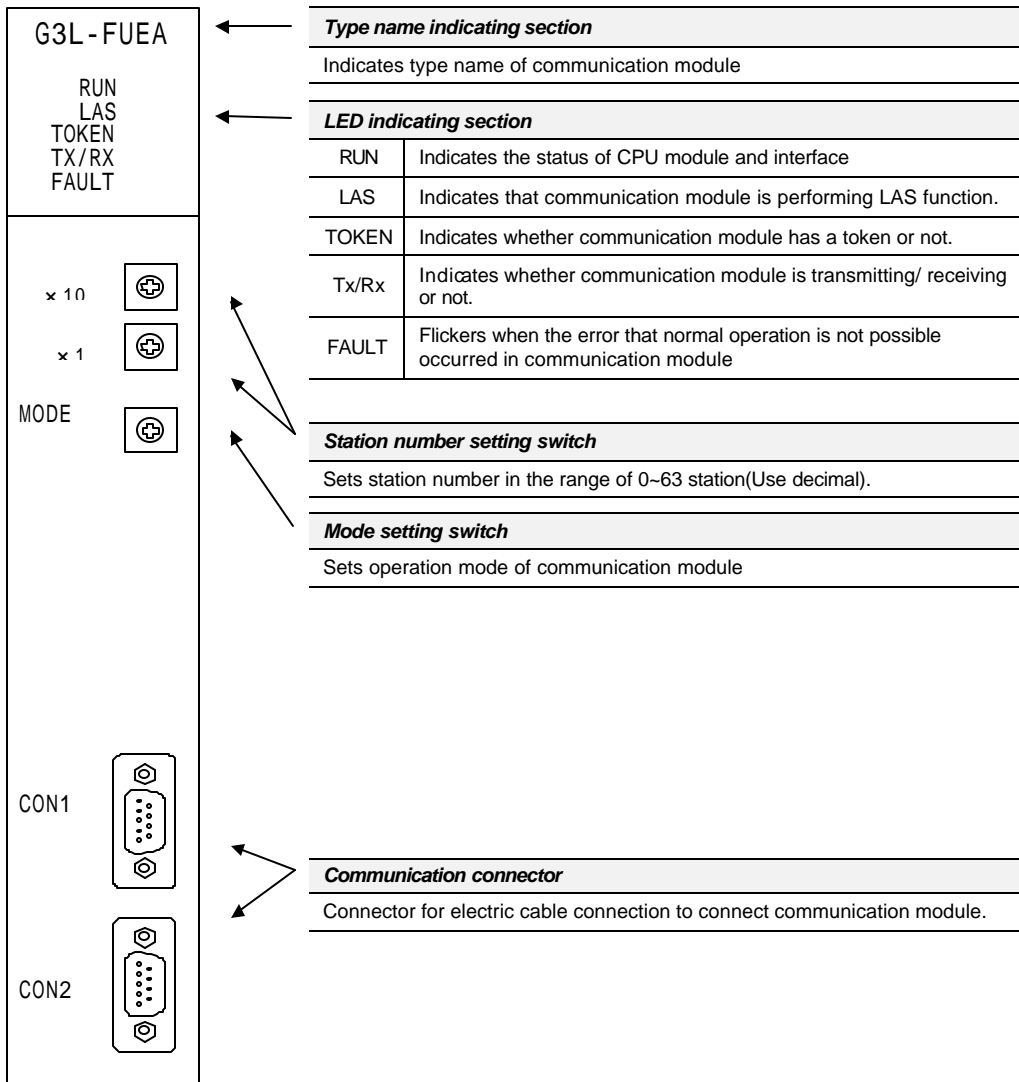 G3L-FUEA
RUN
LAS
TOKEN
TX/RX
FAULT
× 10
× 1
MODE
CON1
CON2
Type name indicating section
Indicates type name of communication module
LED indicating section
RUN Indicates the status of CPU module and interface
LAS Indicates that communication module is performing LAS function.
TOKEN Indicates whether communication module has a token or not.
Tx/Rx Indicates whether communication module is transmitting/ receiving
or not.
FAULT Flickers when the error that normal operation is not possible
occurred in communication module
Station number setting switch
Sets station number in the range of 0~63 station(Use decimal).
Mode setting switch
Sets operation mode of communication module
Communication connector
Connector for electric cable connection to connect communication module.